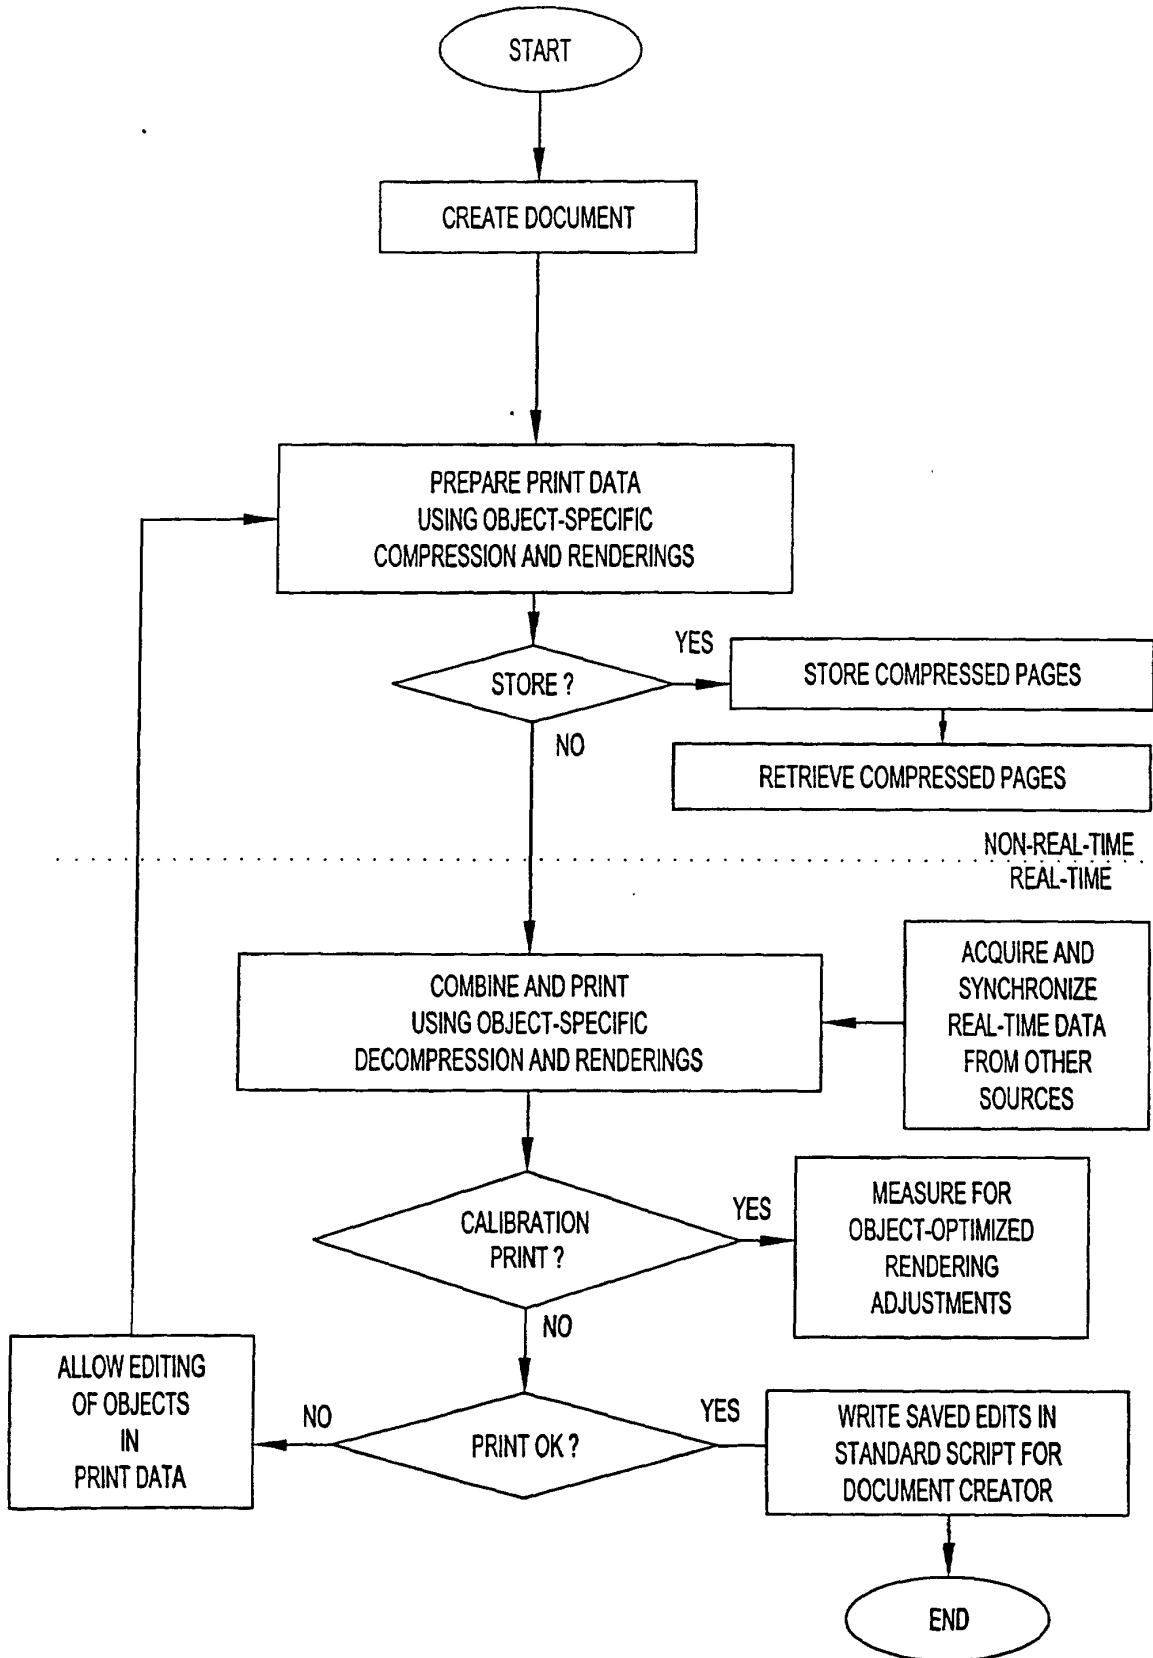 START
CREATE DOCUMENT
PREPARE PRINT DATA
USING OBJECT-SPECIFIC
COMPRESSION AND RENDERINGS
STORE ?
YES
STORE COMPRESSED PAGES
NO
RETRIEVE COMPRESSED PAGES
NON-REAL-TIME
REAL-TIME
COMBINE AND PRINT
USING OBJECT-SPECIFIC
DECOMPRESSION AND RENDERINGS
ACQUIRE AND
SYNCHRONIZE
REAL-TIME DATA
FROM OTHER
SOURCES
CALIBRATION
PRINT ?
YES
MEASURE FOR
OBJECT-OPTIMIZED
RENDERING
ADJUSTMENTS
NO
ALLOW EDITING
OF OBJECTS
IN
PRINT DATA
NO
PRINT OK ?
YES
WRITE SAVED EDITS IN
STANDARD SCRIPT FOR
DOCUMENT CREATOR
END